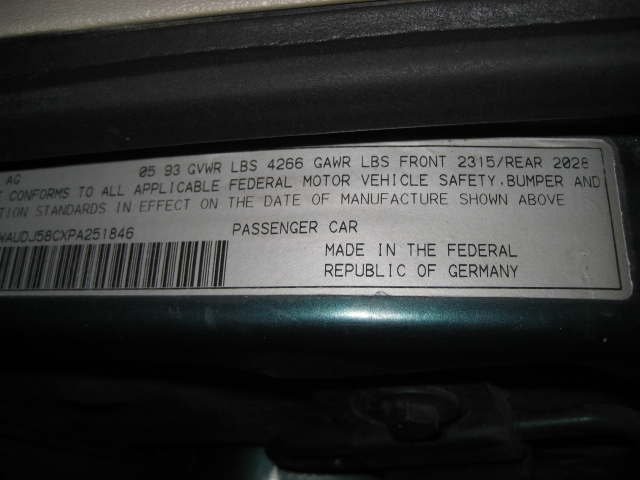 AG 05 93 GVWR LBS 4266 GAWR LBS FRONT 2315/REAR 2028
CONFORMS TO ALL APPLICABLE FEDERAL MOTOR VEHICLE SAFETY, BUMPER AND
TION STANDARDS IN EFFECT ON THE DATE OF MANUFACTURE SHOWN ABOVE
WAUDJ58CXPA251846 PASSENGER CAR
MADE IN THE FEDERAL
REPUBLIC OF GERMANY